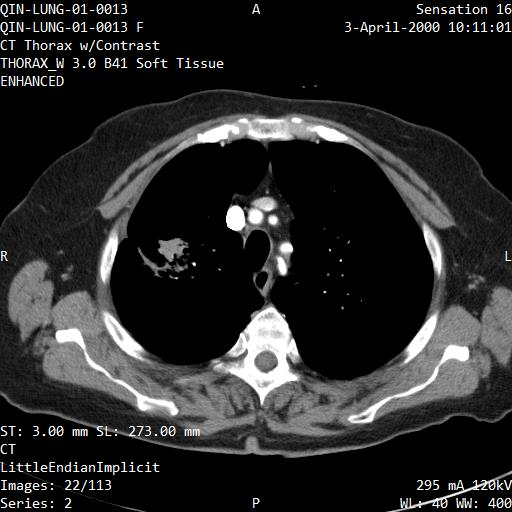 QIN-LUNG-01-0013
A
Sensation 16
QIN-LUNG-01-0013 F
3-April-2000 10:11:01
CT Thorax w/Contrast
THORAX_W 3.0 B41 Soft Tissue
ENHANCED
R
L
ST: 3.00 mm SL: 273.00 mm
CT
LittleEndianImplicit
Images: 22/113
295 mA 120kV
Series: 2
P
WL: 40 WW: 400